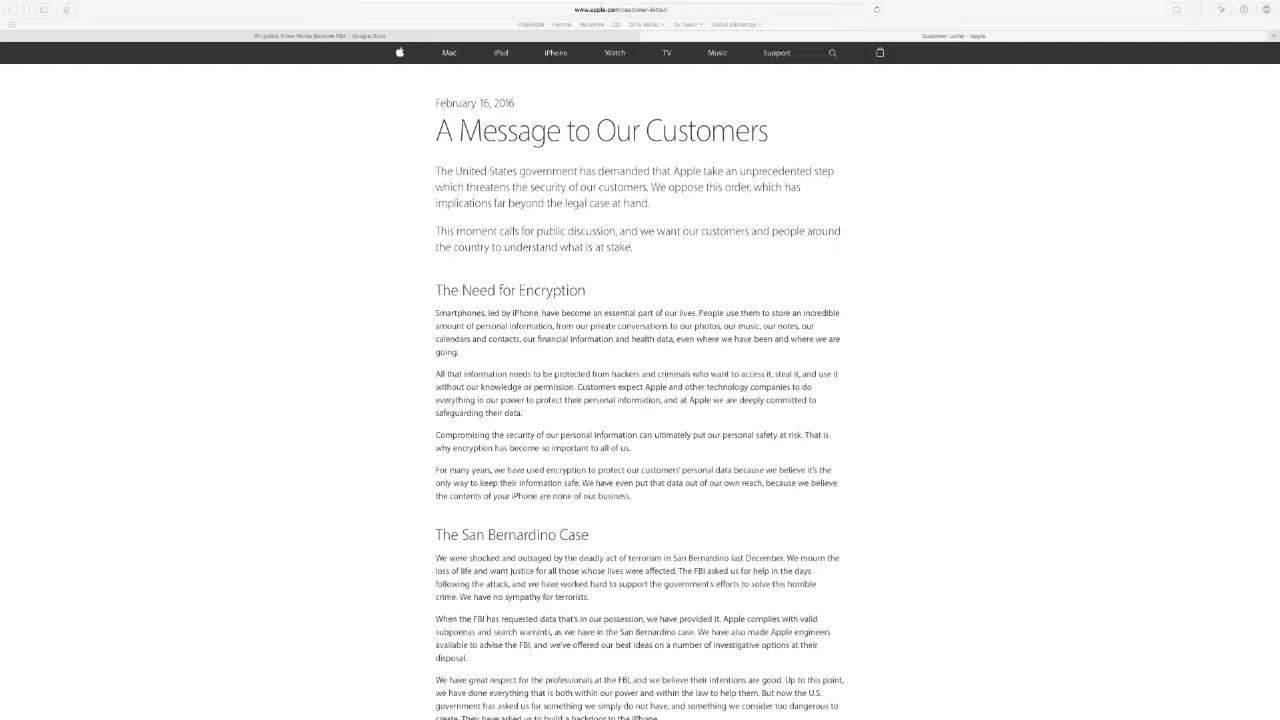 www.apple.com/customer-letter/
Customer Letter - Apple
Mac iPad iPhone Watch TV Music Support
February 16, 2016
A Message to Our Customers
The United States government has demanded that Apple take an unprecedented step
which threatens the security of our customers. We oppose this order, which has
implications far beyond the legal case at hand.
This moment calls for public discussion, and we want our customers and people around
the country to understand what is at stake.
The Need for Encryption
Smartphones, led by iPhone, have become an essential part of our lives. People use them to store an incredible
amount of personal information, from our private conversations to our photos, our music, our notes, our
calendars and contacts, our financial information and health data, even where we have been and where we are
going.
All that information needs to be protected from hackers and criminals who want to access it, steal it, and use it
without our knowledge or permission. Customers expect Apple and other technology companies to do
everything in our power to protect their personal information, and at Apple we are deeply committed to
safeguarding their data.
Compromising the security of our personal information can ultimately put our personal safety at risk. That is
why encryption has become so important to all of us.
For many years, we have used encryption to protect our customers' personal data because we believe it's the
only way to keep their information safe. We have even put that data out of our own reach, because we believe
the contents of your iPhone are none of our business.
The San Bernardino Case
We were shocked and outraged by the deadly act of terrorism in San Bernardino last December. We mourn the
loss of life and want justice for all those whose lives were affected. The FBI asked us for help in the days
following the attack, and we have worked hard to support the government's efforts to solve this horrible
crime. We have no sympathy for terrorists.
When the FBI has requested data that's in our possession, we have provided it. Apple complies with valid
subpoenas and search warrants, as we have in the San Bernardino case. We have also made Apple engineers
available to advise the FBI, and we've offered our best ideas on a number of investigative options at their
disposal.
We have great respect for the professionals at the FBI, and we believe their intentions are good. Up to this point,
we have done everything that is both within our power and within the law to help them. But now the U.S.
government has asked us for something we simply do not have, and something we consider too dangerous to
create. They have asked us to build a backdoor to the iPhone.